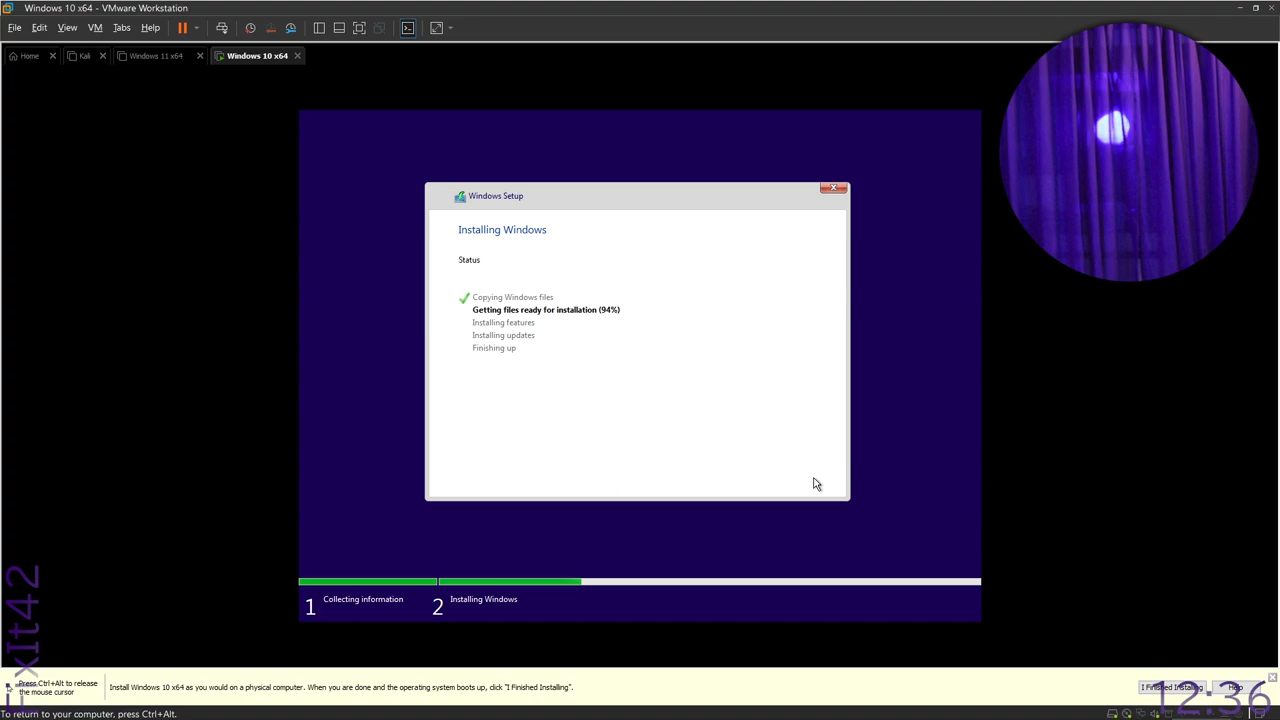 Windows 10 x64 - VMware Workstation
File Edit View VM Tabs Help
Home Kali Windows 11 x64 Windows 10 x64
Windows Setup
Installing Windows
Status
Copying Windows files
Getting files ready for installation (94%)
Installing features
Installing updates
Finishing up
1 Collecting information 2 Installing Windows
Press Ctrl+Alt to release
the mouse cursor
Install Windows 10 x64 as you would on a physical computer. When you are done and the operating system boots up, click "I Finished Installing".
I Finished Installing Help
To return to your computer, press Ctrl+Alt.
12:36
ExIt42